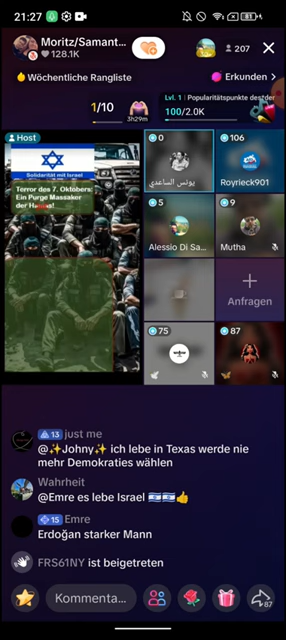 21:27
81
Moritz/Samant...
128.1K
207
Wöchentliche Rangliste
Erkunden
1/10
3h29m
Lvl. 1 | Popularitätspunkte des/der
100/2.0K
Host
Solidarität mit Israel
Terror des 7. Oktobers:
Ein Purge Massaker
der Hamas!
0
يونس الساعدي
106
Royrieck901
5
Alessio Di Sa...
9
Mutha
Anfragen
75
87
13 just me
@✨Johny✨ ich lebe in Texas werde nie
mehr Demokraties wählen
Wahrheit
@Emre es lebe Israel 🇮🇱🇮🇱👍
15 Emre
Erdoğan starker Mann
FRS61NY ist beigetreten
Kommenta...
87